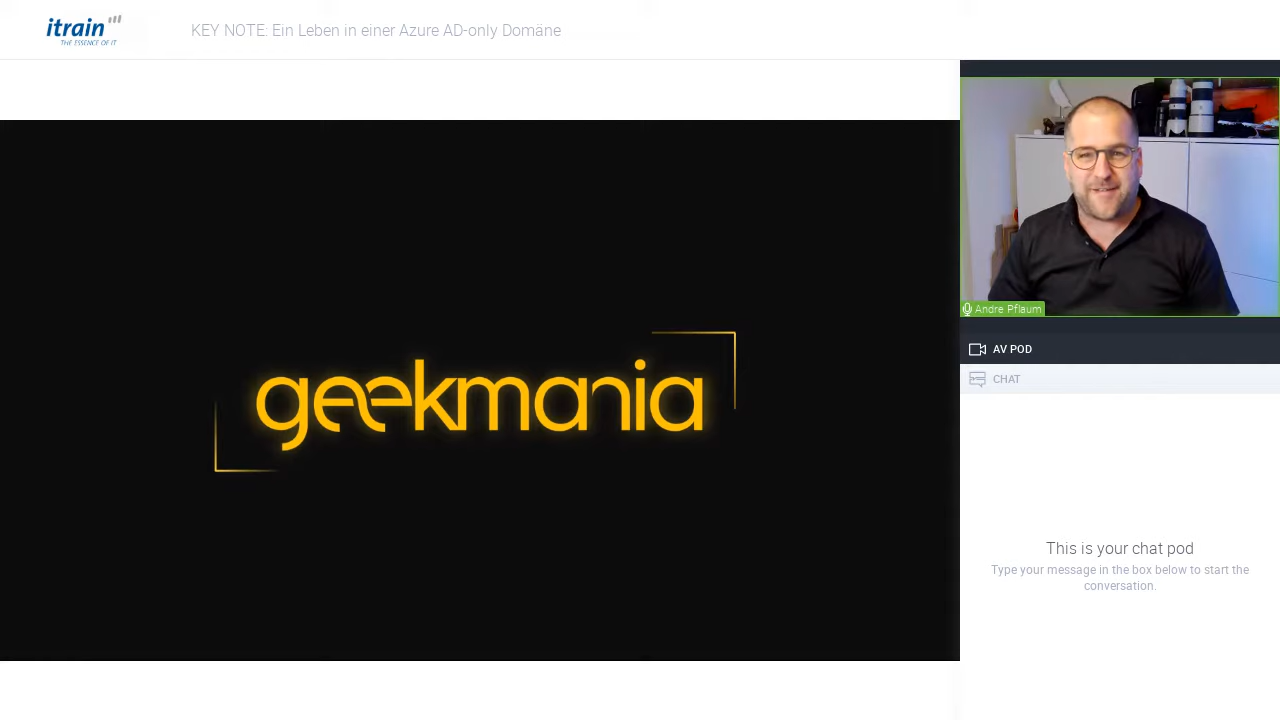 itrain
THE ESSENCE OF IT
KEY NOTE: Ein Leben in einer Azure AD-only Domäne
geekmania
Andre Pflaum
AV POD
CHAT
This is your chat pod
Type your message in the box below to start the
conversation.